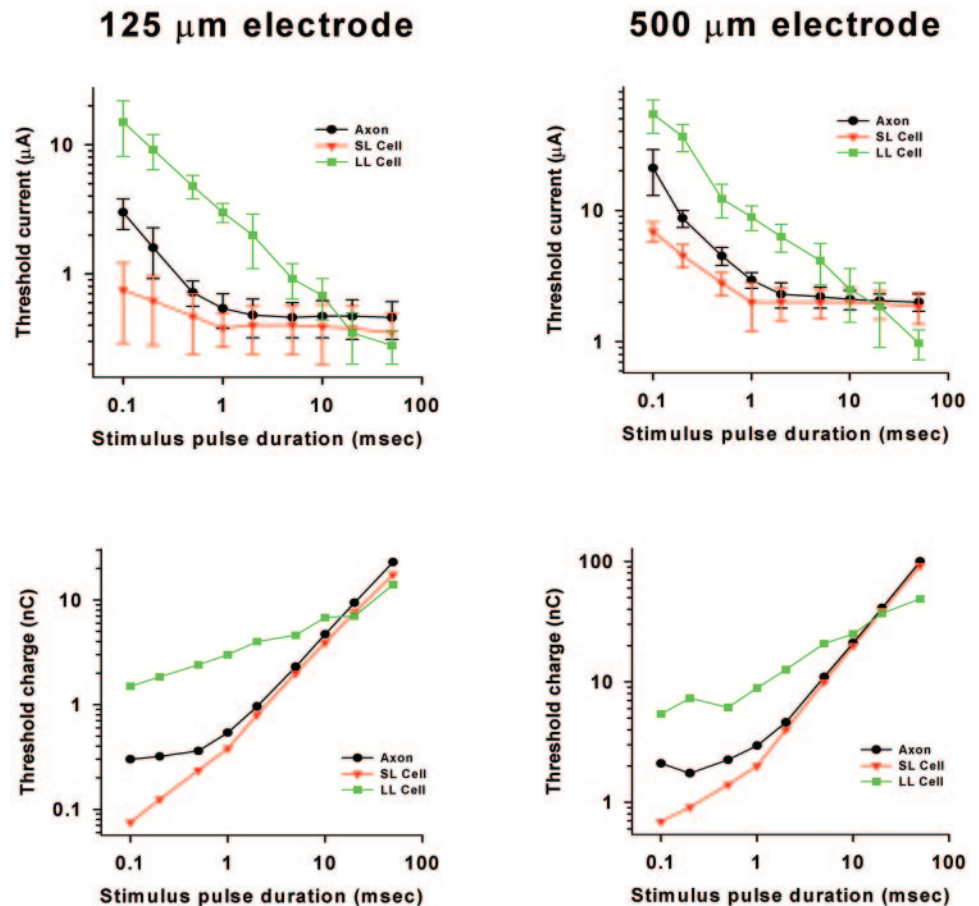 125 μm electrode
500 μm electrode
Threshold current (μA)
10
1
Axon
SL Cell
LL Cell
0.1 1 10 100
Stimulus pulse duration (msec)
Threshold current (μA)
10
1
Axon
SL Cell
LL Cell
0.1 1 10 100
Stimulus pulse duration (msec)
Threshold charge (nC)
10
1
0.1
Axon
SL Cell
LL Cell
0.1 1 10 100
Stimulus pulse duration (msec)
Threshold charge (nC)
100
10
1
Axon
SL Cell
LL Cell
0.1 1 10 100
Stimulus pulse duration (msec)